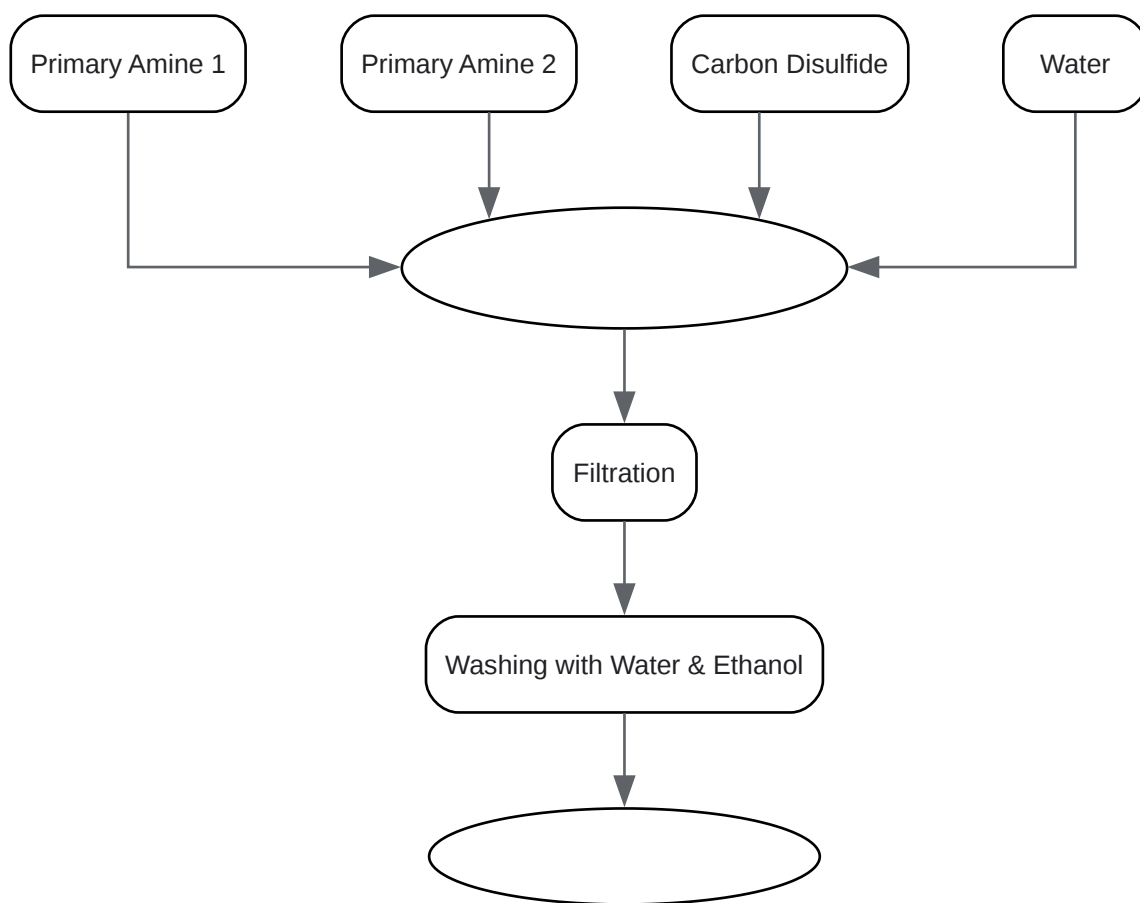 Primary Amine 1
Primary Amine 2
Carbon Disulfide
Water
Filtration
Washing with Water & Ethanol